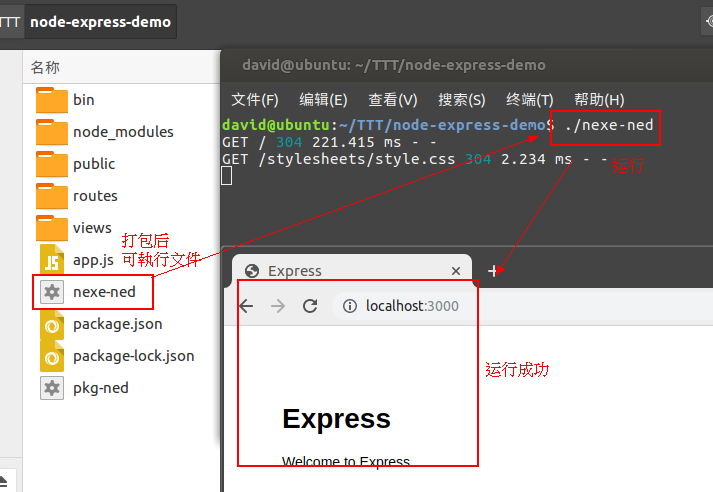 TTT
node-express-demo
名称
bin
node_modules
public
routes
views
app.js
nexe-ned
package.json
package-lock.json
pkg-ned
打包后
可執行文件
david@ubuntu: ~/TTT/node-express-demo
文件(F) 编辑(E) 查看(V) 搜索(S) 终端(T) 帮助(H)
david@ubuntu:~/TTT/node-express-demo$ ./nexe-ned
GET / 304 221.415 ms - -
GET /stylesheets/style.css 304 2.234 ms - -
运行
Express
localhost:3000
运行成功
Express
Welcome to Express